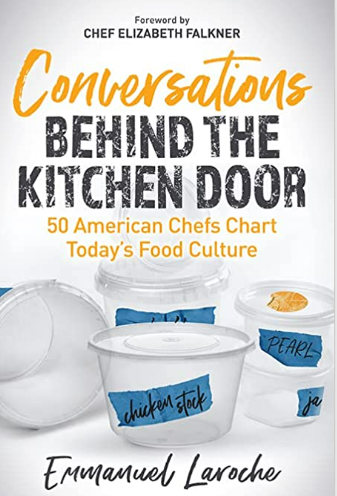 Foreword by
CHEF ELIZABETH FALKNER
Conversations
BEHIND THE
KITCHEN DOOR
50 American Chefs Chart
Today's Food Culture
PEARL
chicken stock
ja
Emmanuel Laroche